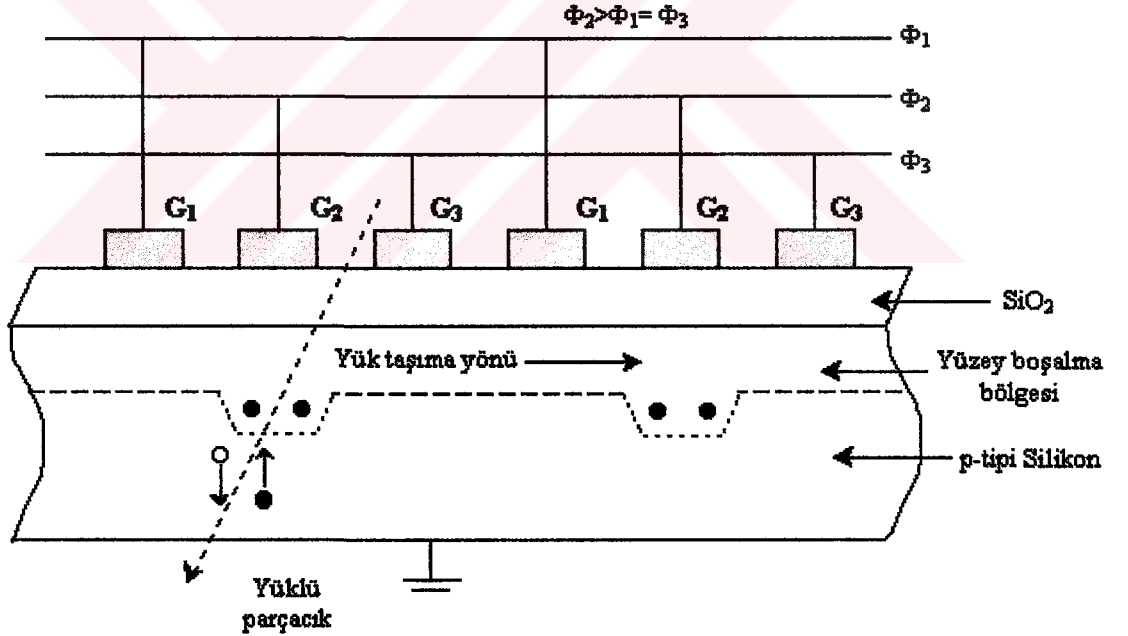 Φ2>Φ1= Φ3
Φ1
Φ2
Φ3
G1
G2
G3
G1
G2
G3
SiO2
Yük taşıma yönü
Yüzey boşalma
bölgesi
p-tipi Silikon
Yüklü
parçacık